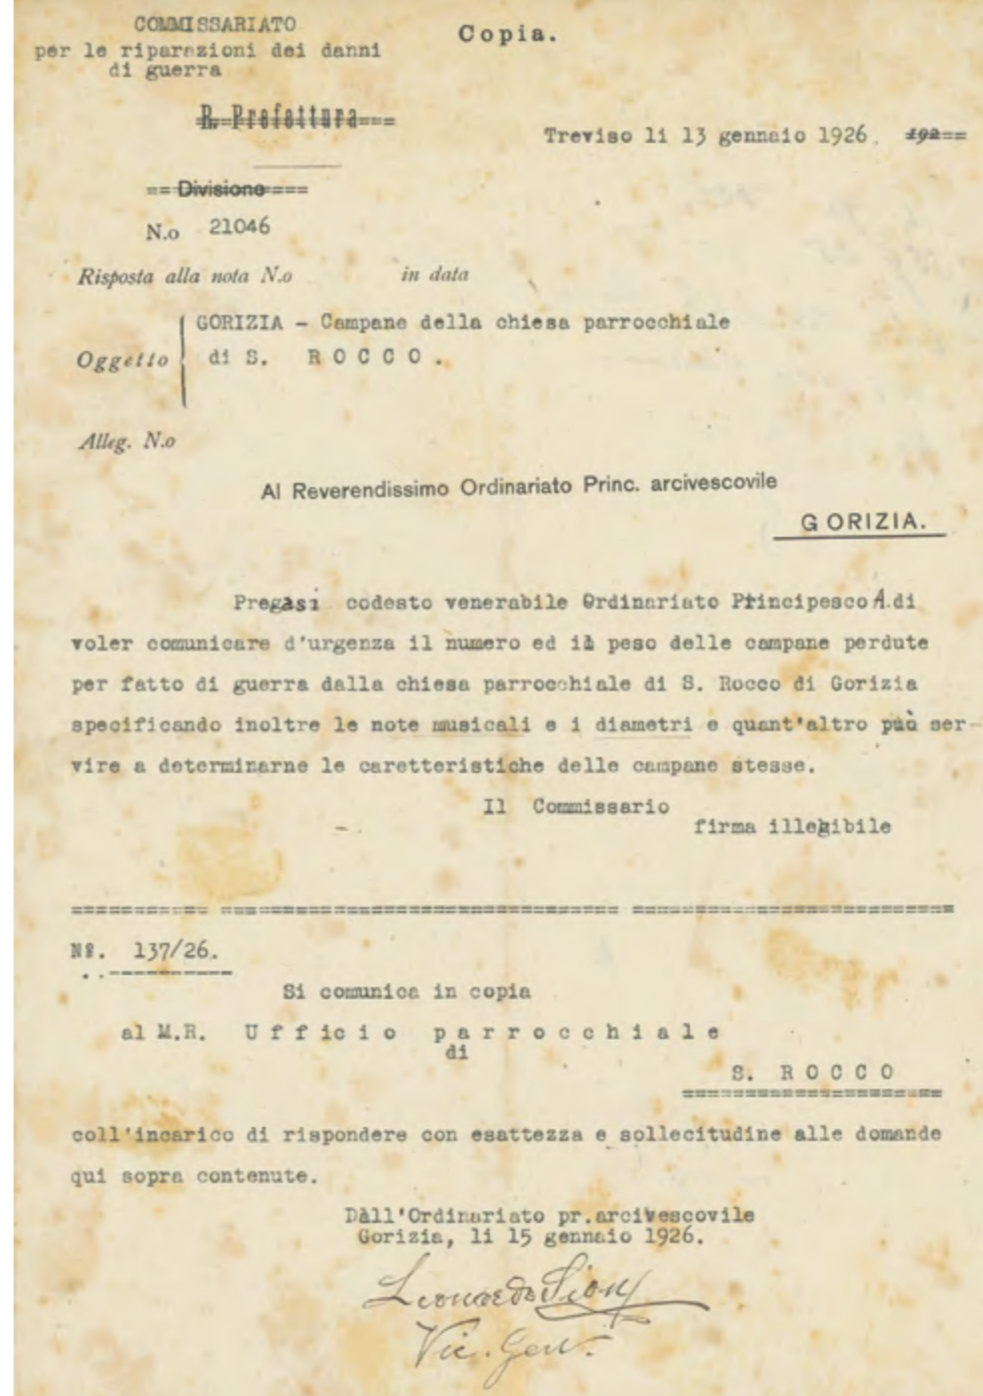 COMMISSARIATO
per le riparazioni dei danni
di guerra
Copia.
R. Prefettura===
Treviso li 13 gennaio 1926. 192==
==Divisione===
N.o 21046
Risposta alla nota N.o in data
Oggetto GORIZIA - Campane della chiesa parrocchiale
di S. ROCCO.
Alleg. N.o
Al Reverendissimo Ordinariato Princ. arcivescovile
GORIZIA.
Pregasi codesto venerabile Ordinariato Principesco A. di
voler comunicare d'urgenza il numero ed il peso delle campane perdute
per fatto di guerra dalla chiesa parrocchiale di S. Rocco di Gorizia
specificando inoltre le note musicali e i diametri e quant'altro può ser-
vire a determinarne le caretteristiche delle campane stesse.
Il Commissario
firma illegibile
=========== ================================ ==========================
N°. 137/26.
Si comunica in copia
al M.R. Ufficio parrocchiale
di
S. ROCCO
=====================
coll'incarico di rispondere con esattezza e sollecitudine alle domande
qui sopra contenute.
Dall'Ordinariato pr.arcivescovile
Gorizia, li 15 gennaio 1926.
Leonardo Sion
Vic. Gen.